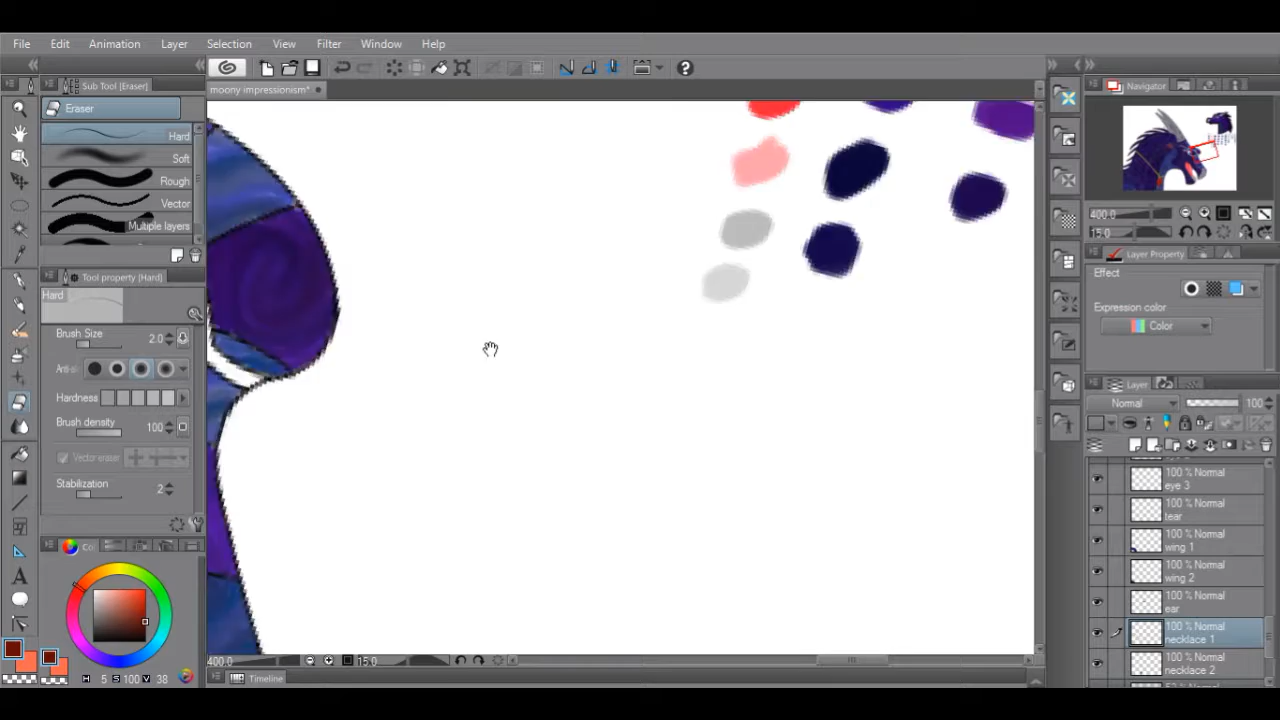 File Edit Animation Layer Selection View Filter Window Help
Sub Tool [Eraser]
moony impressionism*
Navigator
Eraser
Hard
Soft
Rough
Vector
Multiple layers
400.0
15.0
Layer Property
Tool property [Hard]
Effect
Hard
Expression color
Color
Brush Size 2.0
Hardness
Layer
Normal 100
Brush density 100
Vector eraser
Stabilization 2
100 % Normal
eye 3
100 % Normal
tear
100 % Normal
wing 1
100 % Normal
wing 2
100 % Normal
ear
100 % Normal
necklace 1
100 % Normal
necklace 2
Co
400.0 15.0
H 5 S 100 V 38
Timeline